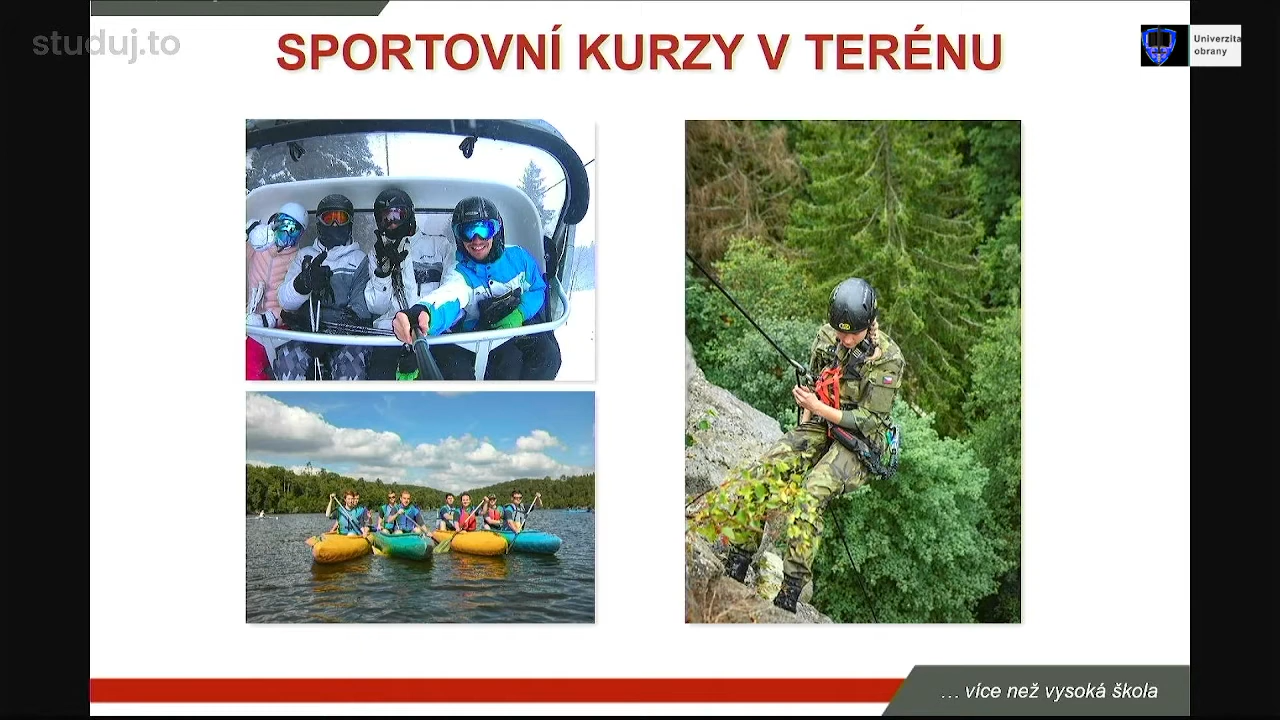 studuj.to
SPORTOVNÍ KURZY V TERÉNU
Univerzita
obrany
... více než vysoká škola